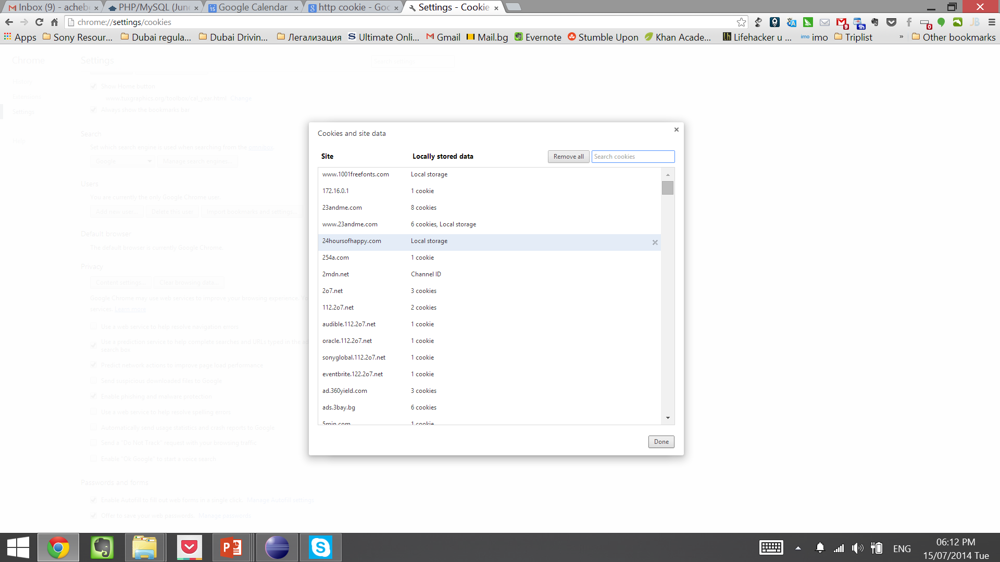 Inbox (9) - acheb
PHP/MySQL (June
Google Calendar
http cookie - Goo
Settings - Cookie
chrome://settings/cookies
Apps
Sony Resour...
Dubai regula...
Dubai Drivin...
Легализация
Ultimate Onli...
Gmail
Mail.bg
Evernote
Stumble Upon
Khan Acade...
Lifehacker u ...
imo imo
Triplist
»
Other bookmarks
Chrome
History
Extensions
Settings
Help
Settings
Search settings
Show Home button
www.tuxgraphics.org/toolbox/cal_year.html Change
Always show the bookmarks bar
Search
Set which search engine is used when searching from the omnibox.
Google
Manage search engines...
Users
You are currently the only Google Chrome user.
Add new user...
Delete this user
Import bookmarks and settings...
Default browser
The default browser is currently Google Chrome.
Privacy
Content settings...
Clear browsing data...
Google Chrome may use web services to improve your browsing experience. Yo
services. Learn more
Use a web service to help resolve navigation errors
Use a prediction service to help complete searches and URLs typed in the ad
search box
Predict network actions to improve page load performance
Send suspicious downloaded files to Google
Enable phishing and malware protection
Use a web service to help resolve spelling errors
Automatically send usage statistics and crash reports to Google
Send a "Do Not Track" request with your browsing traffic
Enable "Ok Google" to start a voice search
Passwords and forms
Enable Autofill to fill out web forms in a single click. Manage Autofill settings
Offer to save your web passwords. Manage passwords
Cookies and site data
Site
Locally stored data
Remove all
Search cookies
www.1001freefonts.com Local storage
172.16.0.1 1 cookie
23andme.com 8 cookies
www.23andme.com 6 cookies, Local storage
24hoursofhappy.com Local storage
254a.com 1 cookie
2mdn.net Channel ID
2o7.net 3 cookies
112.2o7.net 2 cookies
audible.112.2o7.net 1 cookie
oracle.112.2o7.net 1 cookie
sonyglobal.112.2o7.net 1 cookie
eventbrite.122.2o7.net 1 cookie
ad.360yield.com 3 cookies
ads.3bay.bg 6 cookies
5min.com 1 cookie
Done
ENG
06:12 PM
15/07/2014 Tue